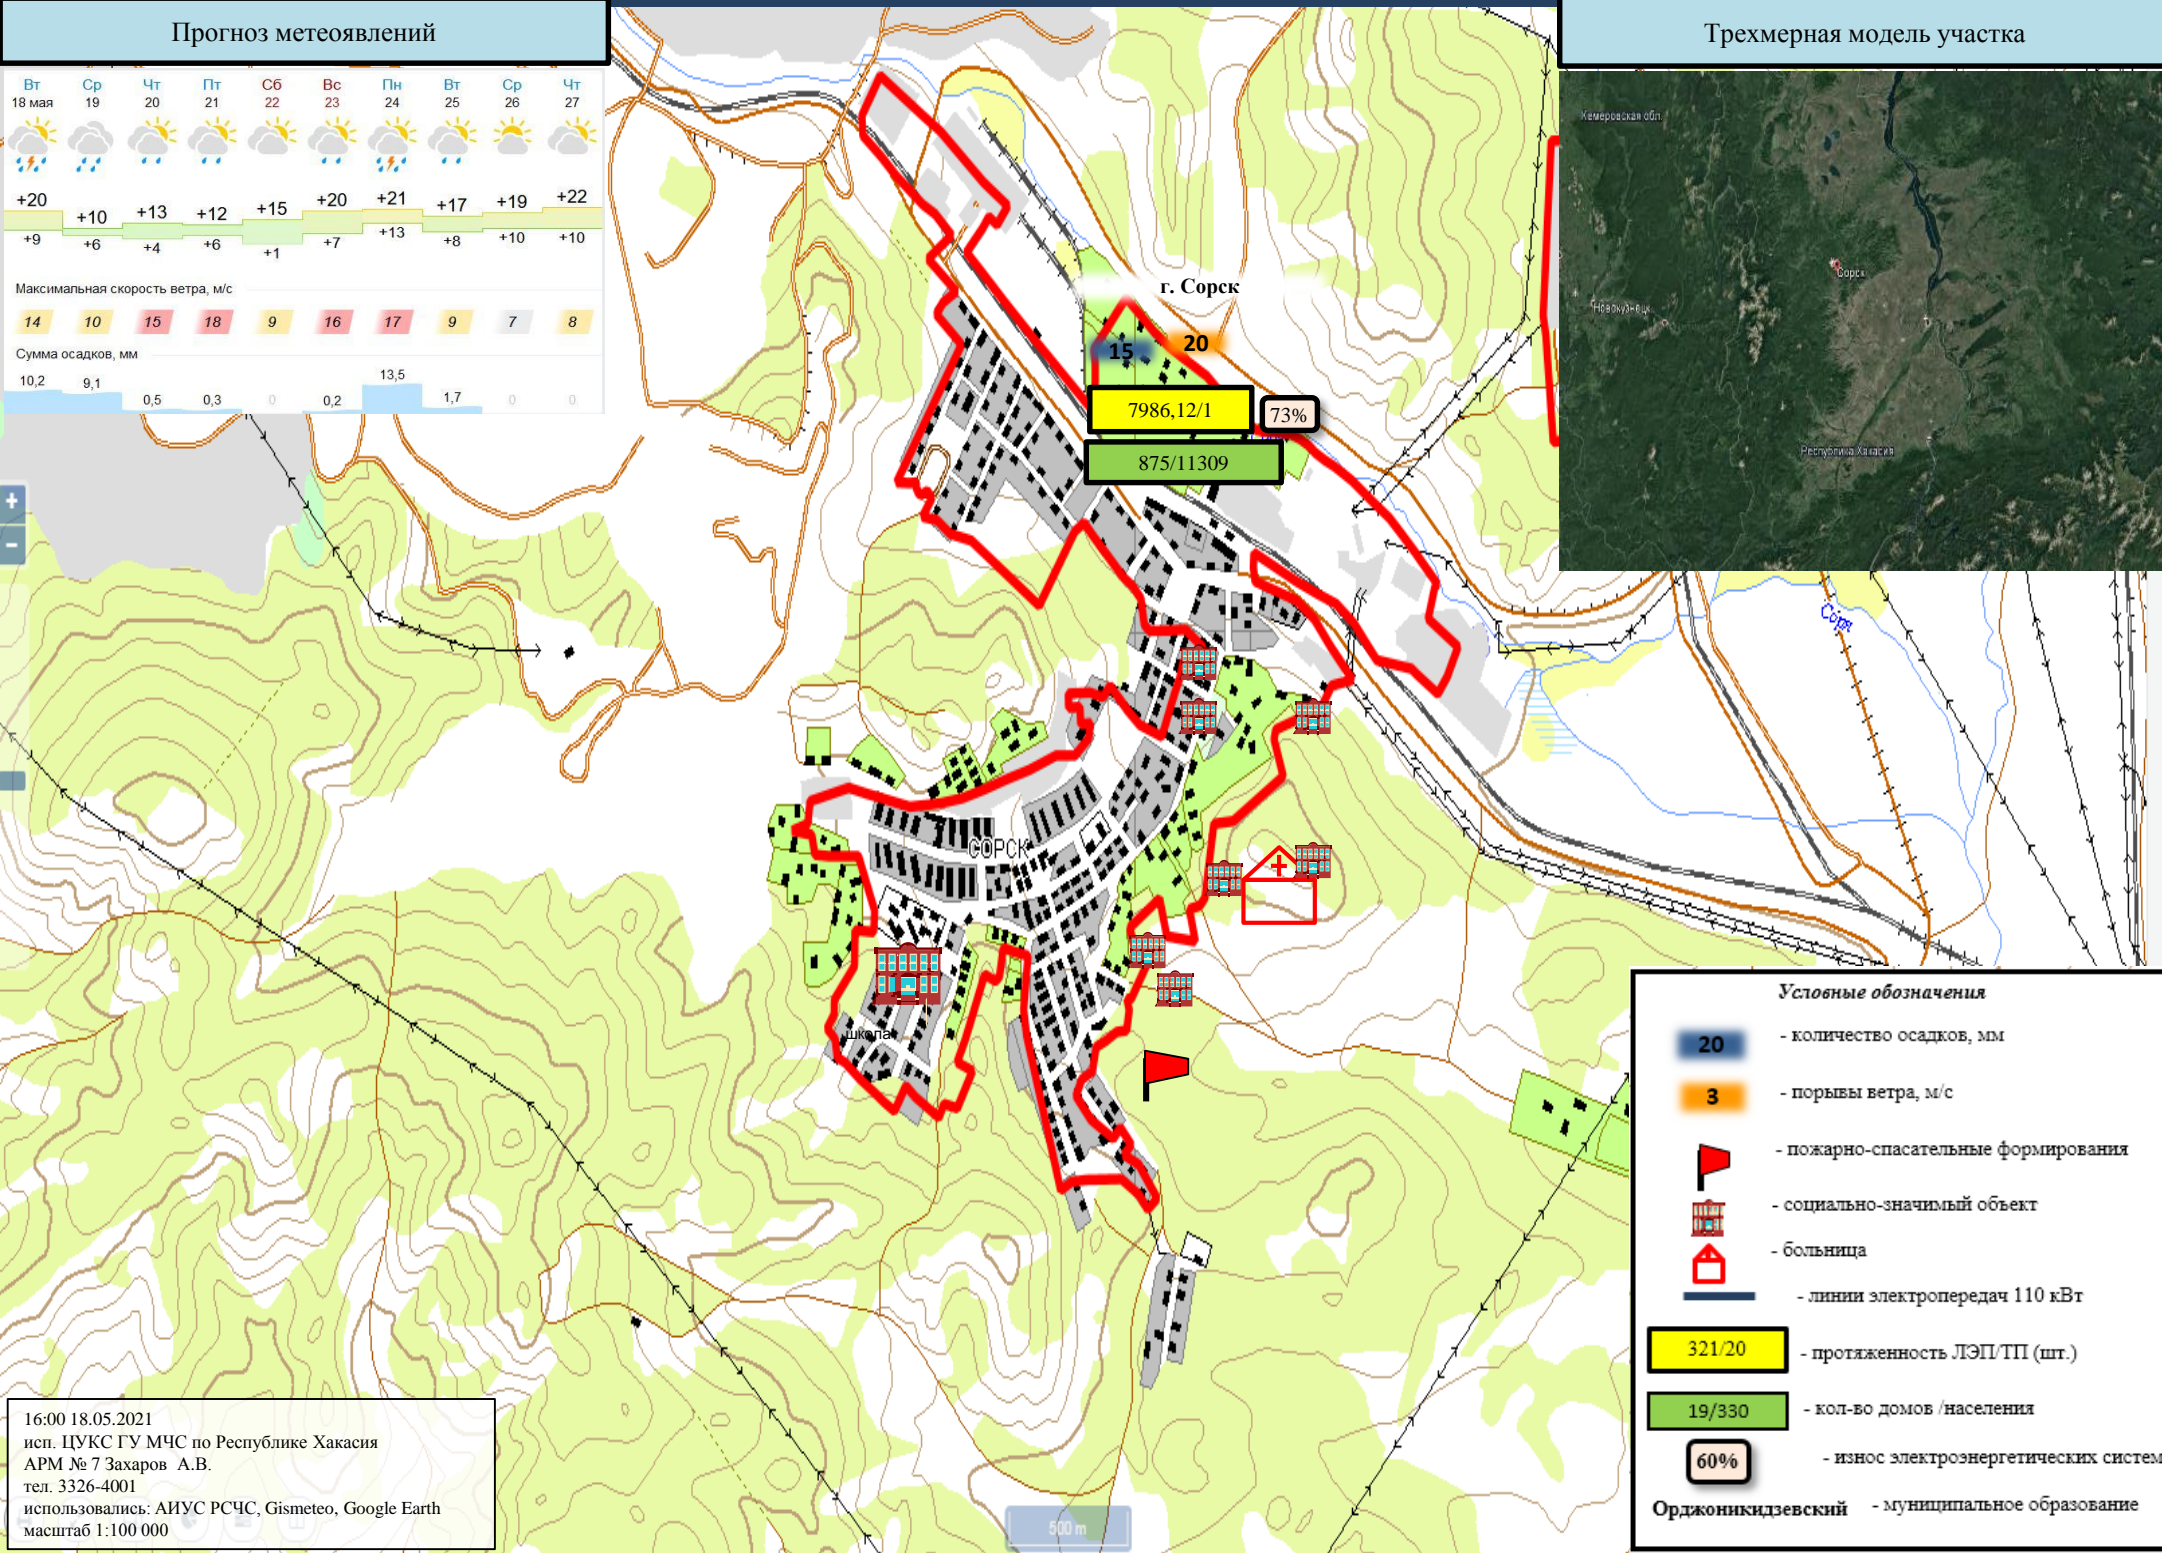 Прогноз метеоявлений
Трехмерная модель участка
Вт Ср Чт Пт Сб Вс Пн Вт Ср Чт
18 мая 19 20 21 22 23 24 25 26 27
+20 +10 +13 +12 +15 +20 +21 +17 +19 +22
+9 +6 +4 +6 +1 +7 +13 +8 +10 +10
Максимальная скорость ветра, м/с
14 10 15 18 9 16 17 9 7 8
Сумма осадков, мм
10,2 9,1 0,5 0,3 0 0,2 13,5 1,7 0 0
Кемеровская обл.
Сорск
Новокузнецк
Республика Хакасия
г. Сорск
15
20
7986,12/1
73%
875/11309
+
-
Соря
СОРСК
школа
Условные обозначения
20 - количество осадков, мм
3 - порывы ветра, м/с
- пожарно-спасательные формирования
- социально-значимый объект
- больница
- линии электропередач 110 кВт
321/20 - протяженность ЛЭП/ТП (шт.)
19/330 - кол-во домов /населения
60% - износ электроэнергетических систем
Орджоникидзевский - муниципальное образование
16:00 18.05.2021
исп. ЦУКС ГУ МЧС по Республике Хакасия
АРМ № 7 Захаров А.В.
тел. 3326-4001
использовались: АИУС РСЧС, Gismeteo, Google Earth
масштаб 1:100 000
500 m